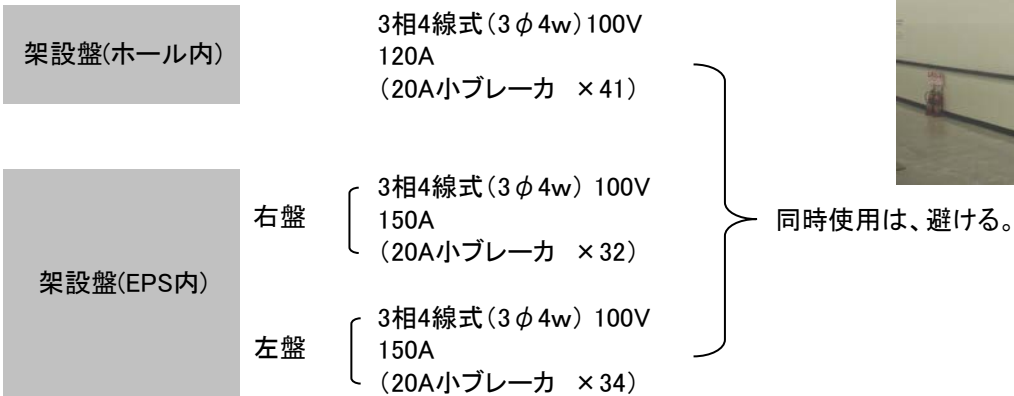 架設盤(ホール内)
3相4線式(3φ4w)100V
120A
(20A小ブレーカ ×41)
架設盤(EPS内)
右盤
3相4線式(3φ4w) 100V
150A
(20A小ブレーカ ×32)
左盤
3相4線式(3φ4w) 100V
150A
(20A小ブレーカ ×34)
同時使用は、避ける。